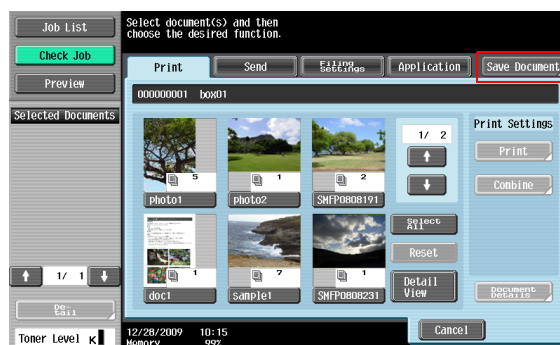 Job List
Check Job
Preview
Selected Documents
1/ 1
De-
tail
Toner Level K
Select document(s) and then
choose the desired function.
Print
Send
Filing
Settings
Application
Save Document
000000001 box01
5
photo1
1
photo2
2
SMFP0808191
1
doc1
7
sample1
1
SMFP0808231
1/ 2
Select
All
Reset
Detail
View
Print Settings
Print
Combine
Document
Details
12/28/2009 10:15
Memory 99%
Cancel